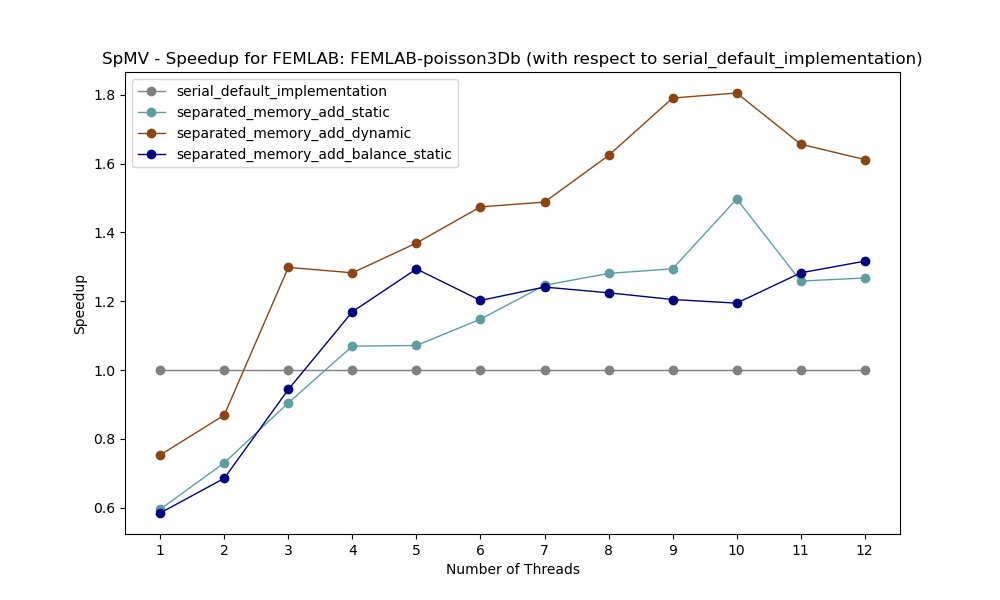 SpMV - Speedup for FEMLAB: FEMLAB-poisson3Db (with respect to serial_default_implementation)
serial_default_implementation
separated_memory_add_static
separated_memory_add_dynamic
separated_memory_add_balance_static
1.8
1.6
1.4
1.2
1.0
0.8
0.6
Speedup
1 2 3 4 5 6 7 8 9 10 11 12
Number of Threads